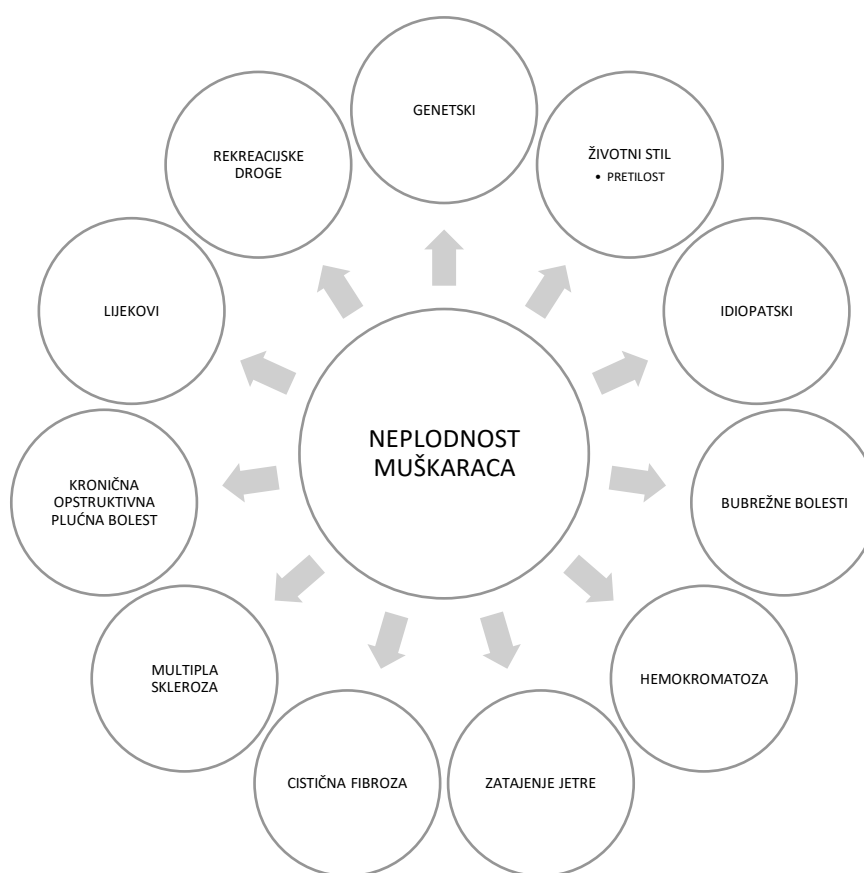 GENETSKI
ŽIVOTNI STIL
• PRETILOST
IDIOPATSKI
BUBREŽNE BOLESTI
HEMOKROMATOZA
ZATAJENJE JETRE
CISTIČNA FIBROZA
MULTIPLA
SKLEROZA
KRONIČNA
OPSTRUKTIVNA
PLUĆNA BOLEST
LIJEKOVI
REKREACIJSKE
DROGE
NEPLODNOST
MUŠKARACA